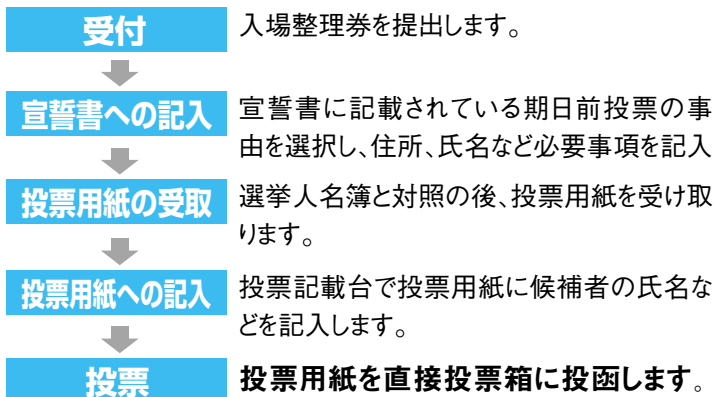 受付
入場整理券を提出します。
宣誓書への記入
宣誓書に記載されている期日前投票の事
由を選択し、住所、氏名など必要事項を記入
投票用紙の受取
選挙人名簿と対照の後、投票用紙を受け取
ります。
投票用紙への記入
投票記載台で投票用紙に候補者の氏名な
どを記入します。
投票
投票用紙を直接投票箱に投函します。